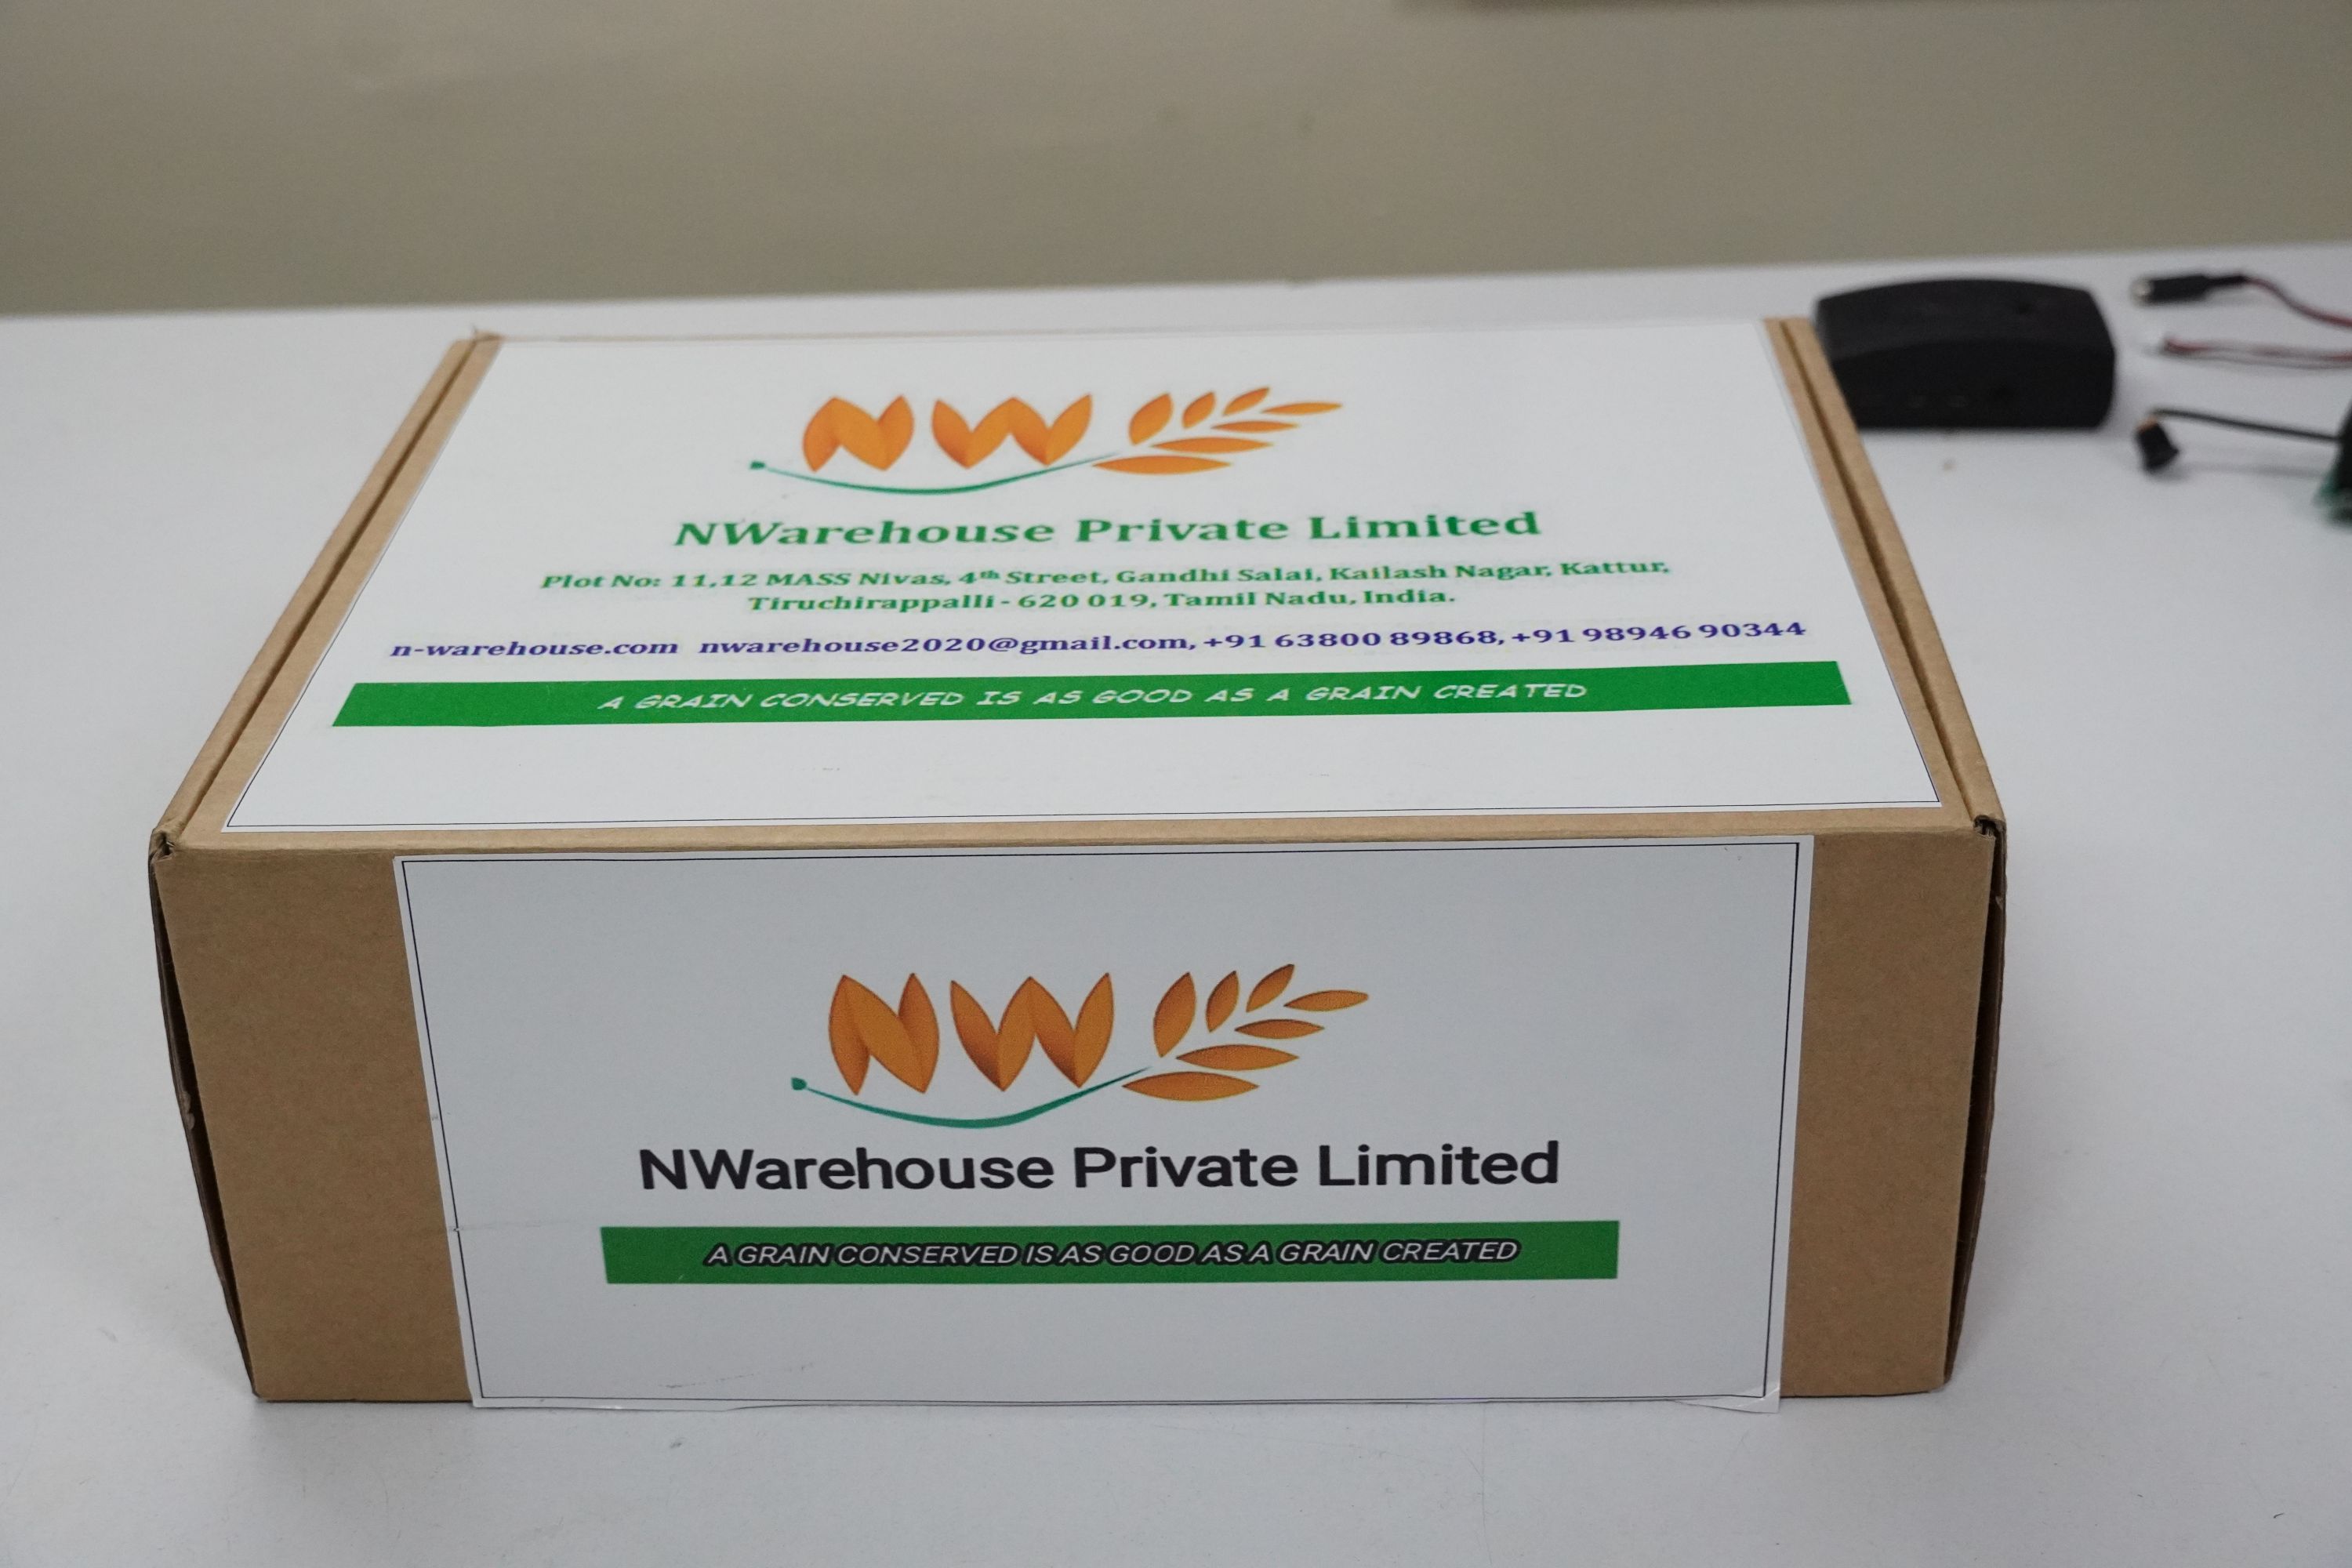 NW
NWarehouse Private Limited
Plot No: 11,12 MASS Nivas, 4th Street, Gandhi Salai, Kailash Nagar, Kattur,
Tiruchirappalli - 620 019, Tamil Nadu, India.
n-warehouse.com nwarehouse2020@gmail.com, +91 63800 89868, +91 98946 90344
A GRAIN CONSERVED IS AS GOOD AS A GRAIN CREATED
NW
NWarehouse Private Limited
A GRAIN CONSERVED IS AS GOOD AS A GRAIN CREATED